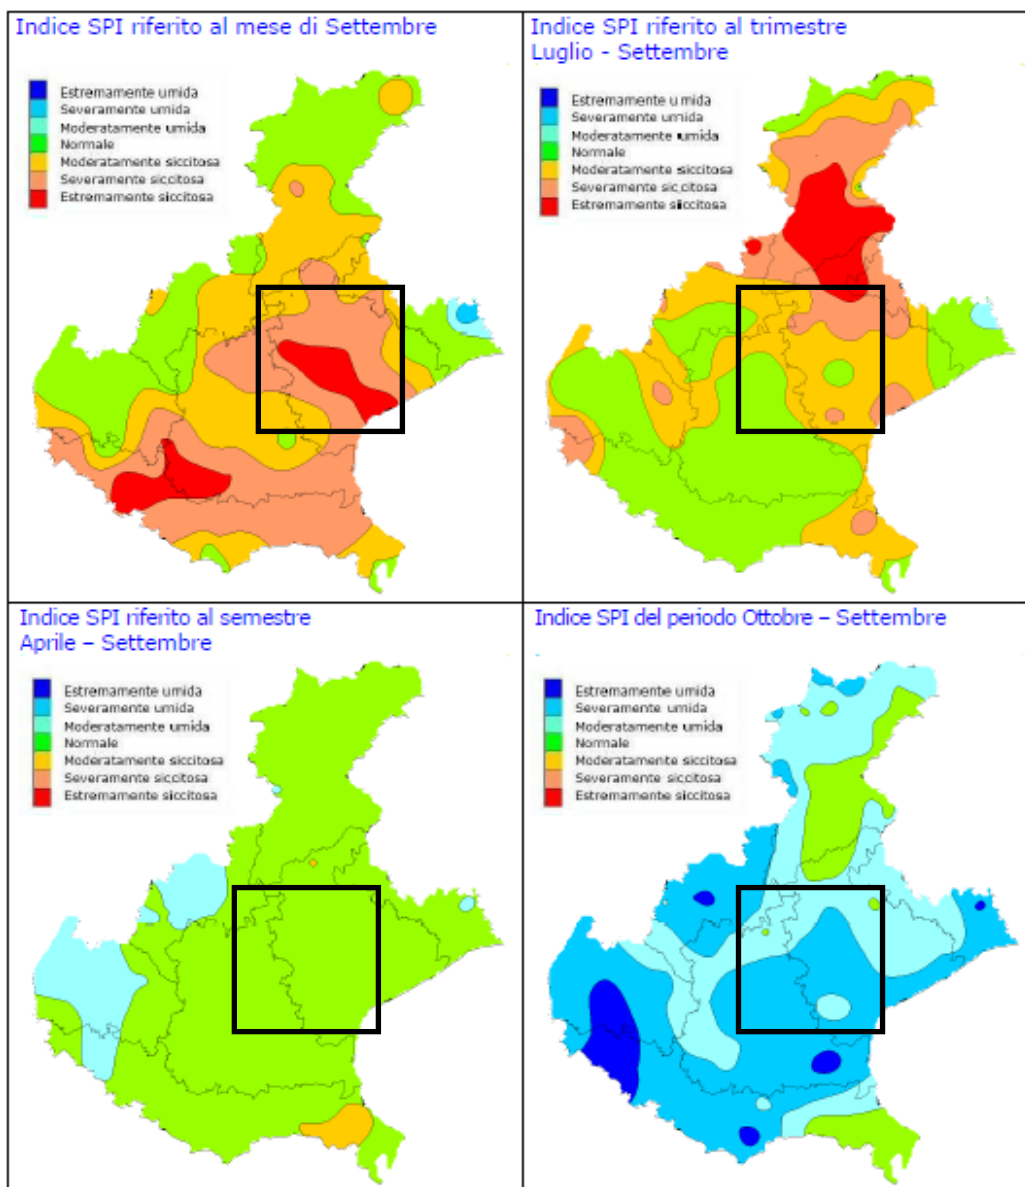 Indice SPI riferito al mese di Settembre
Estremamente umida
Severamente umida
Moderatamente umida
Normale
Moderatamente siccitosa
Severamente siccitosa
Estremamente siccitosa
Indice SPI riferito al trimestre
Luglio - Settembre
Estremamente umida
Severamente umida
Moderatamente umida
Normale
Moderatamente siccitosa
Severamente siccitosa
Estremamente siccitosa
Indice SPI riferito al semestre
Aprile – Settembre
Estremamente umida
Severamente umida
Moderatamente umida
Normale
Moderatamente siccitosa
Severamente siccitosa
Estremamente siccitosa
Indice SPI del periodo Ottobre – Settembre
Estremamente umida
Severamente umida
Moderatamente umida
Normale
Moderatamente siccitosa
Severamente siccitosa
Estremamente siccitosa